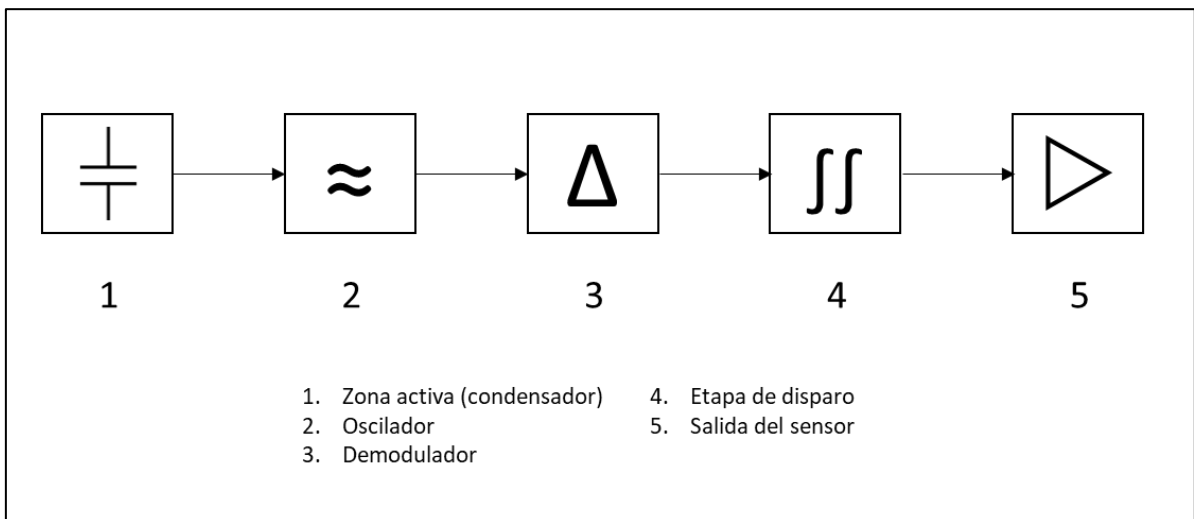 ≈
Δ
∬
1 2 3 4 5
1. Zona activa (condensador)
2. Oscilador
3. Demodulador
4. Etapa de disparo
5. Salida del sensor